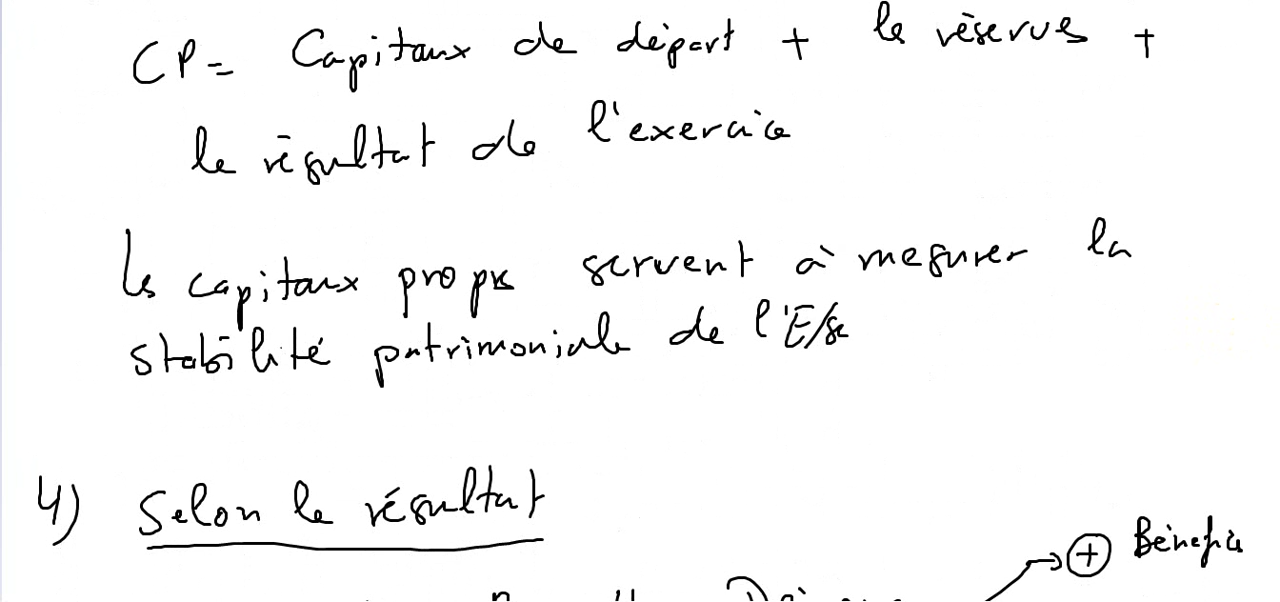 CP= Capitaux de départ + les réserves +
le résultat de l'exercice
Les capitaux propres servent à mesurer la
stabilité patrimoniale de l'E/se
4) Selon le résultat
→ ⊕ Bénéfice